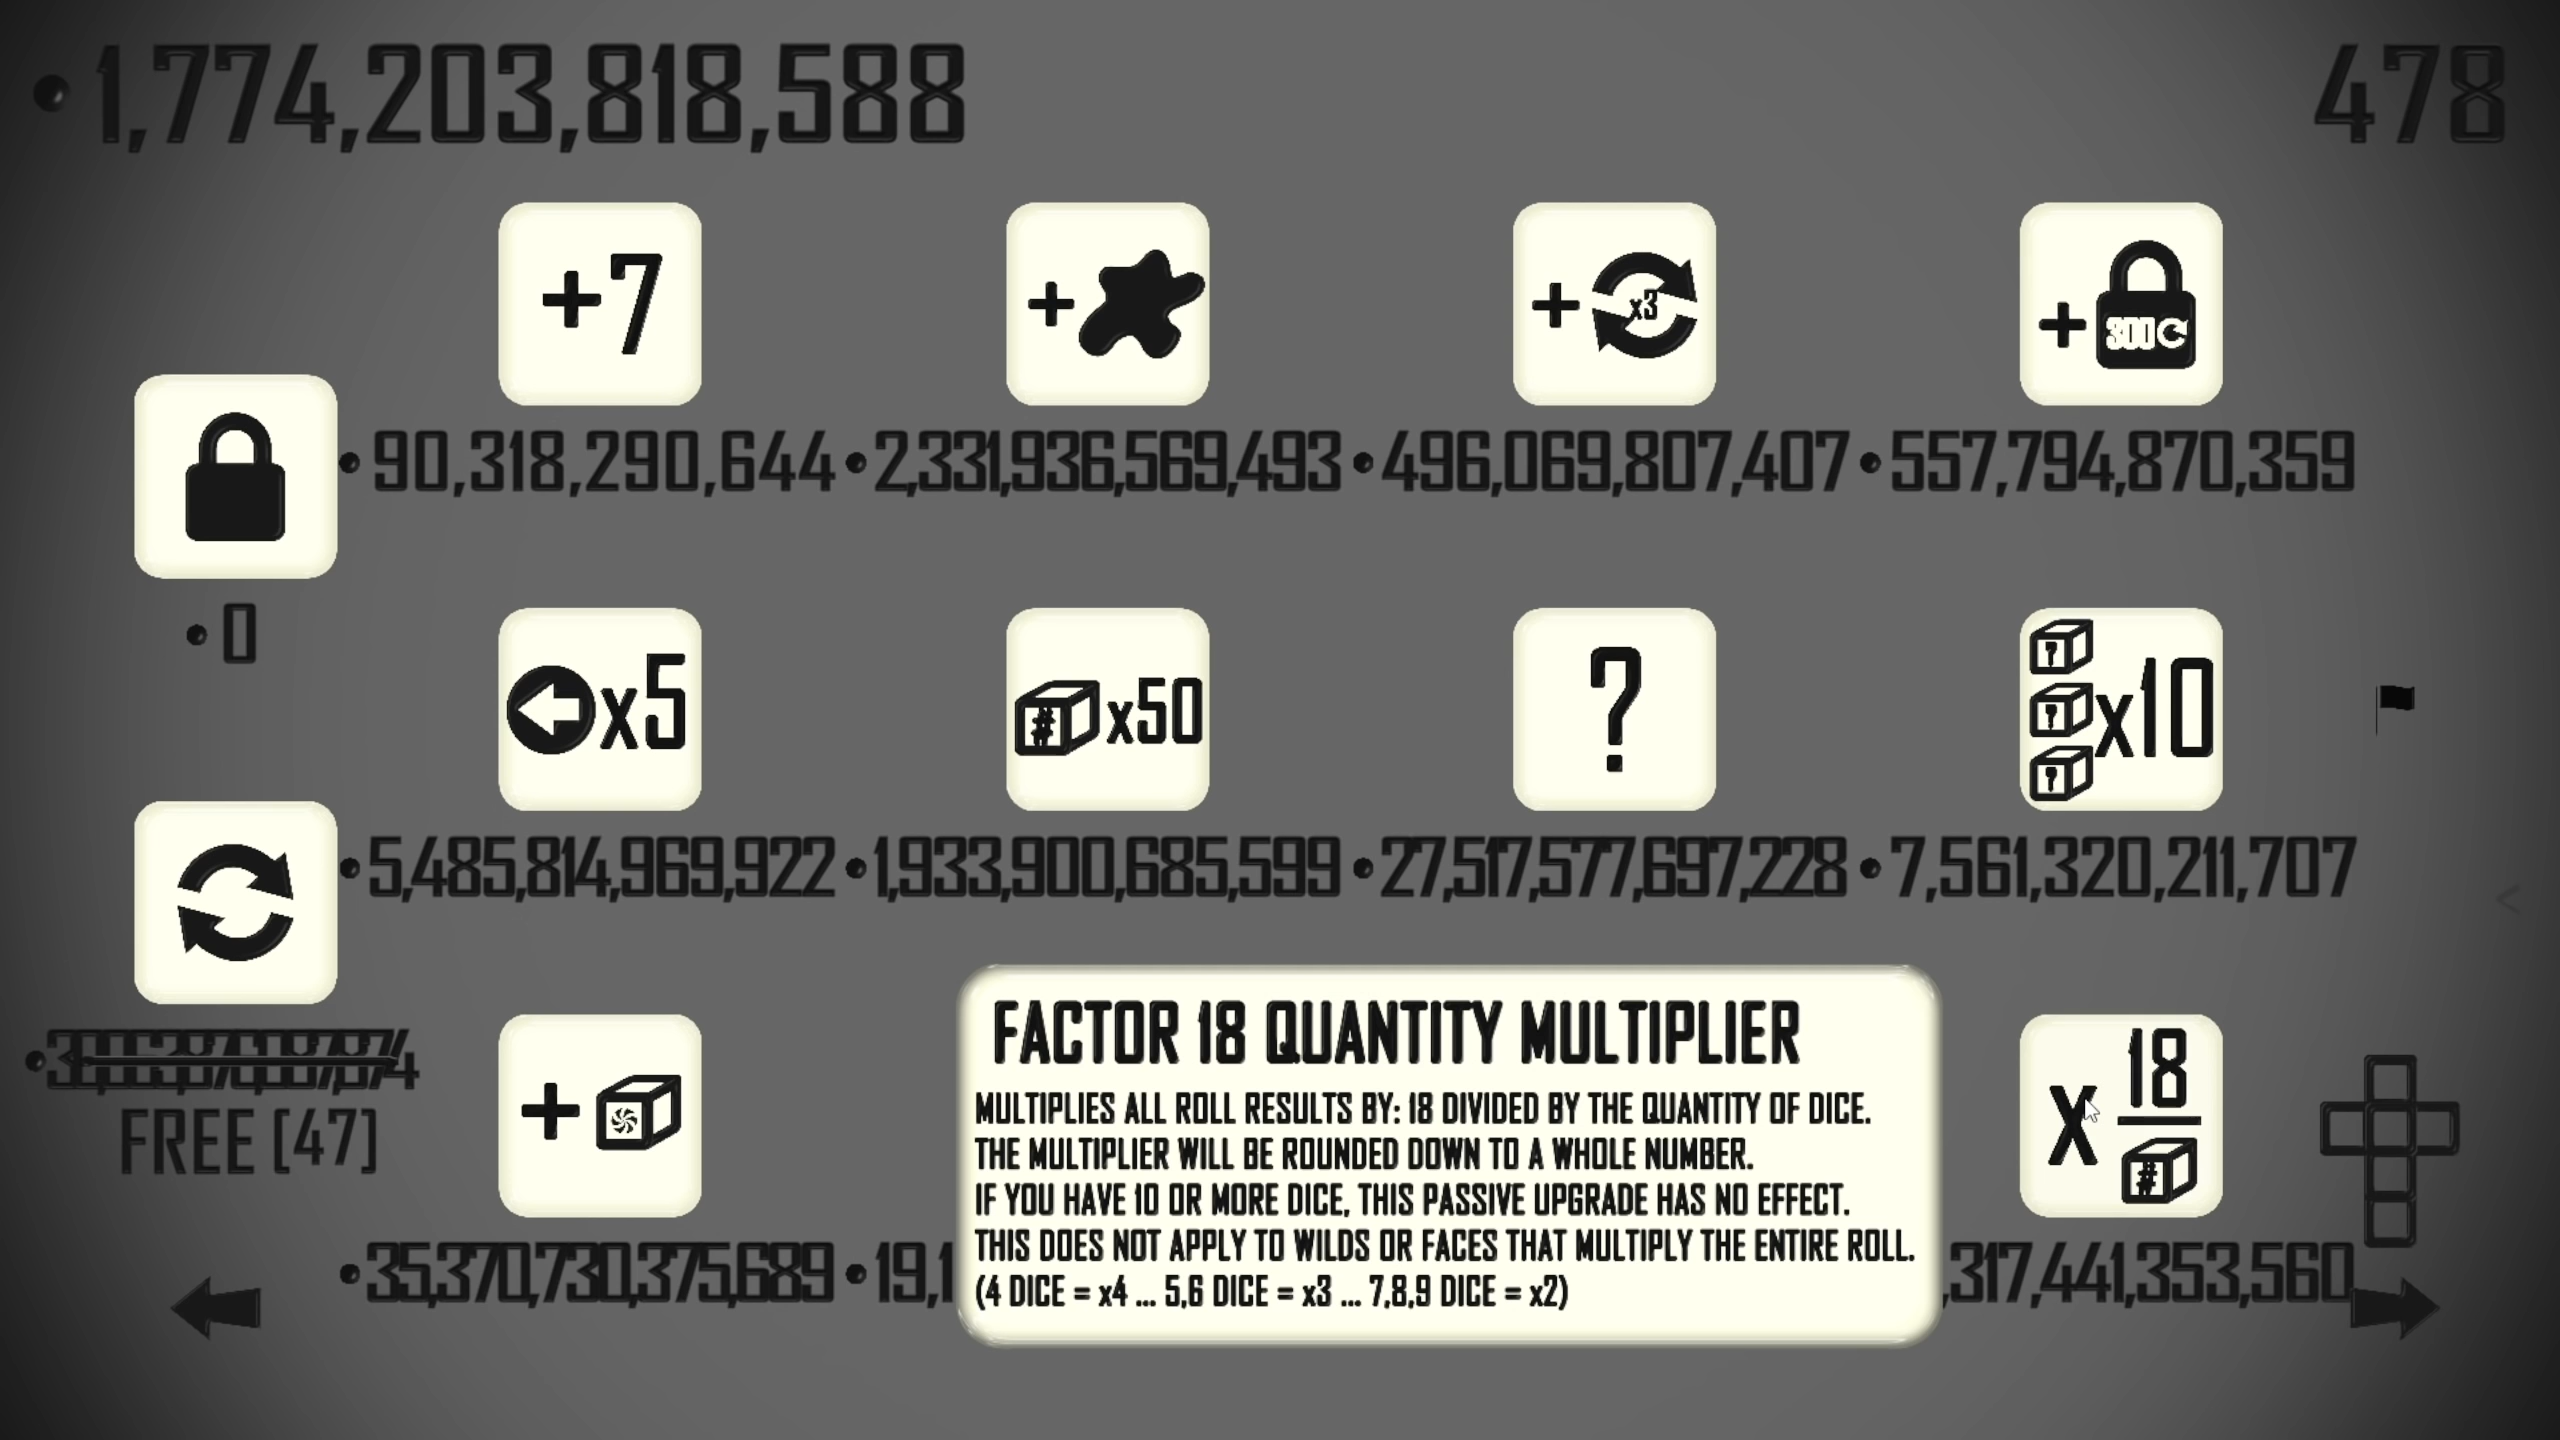 1,774,203,818,588
478
+7
+
+ x3
+ 300
90,318,290,644
2,331,936,569,493
496,069,807,407
557,794,870,359
0
x5
# x50
?
? ? ? x10
5,485,814,969,922
1,933,900,685,599
27,517,577,697,228
7,561,320,211,707
<
FREE [47]
+
FACTOR 18 QUANTITY MULTIPLIER
MULTIPLIES ALL ROLL RESULTS BY: 18 DIVIDED BY THE QUANTITY OF DICE.
THE MULTIPLIER WILL BE ROUNDED DOWN TO A WHOLE NUMBER.
IF YOU HAVE 10 OR MORE DICE, THIS PASSIVE UPGRADE HAS NO EFFECT.
THIS DOES NOT APPLY TO WILDS OR FACES THAT MULTIPLY THE ENTIRE ROLL.
(4 DICE = x4 ... 5,6 DICE = x3 ... 7,8,9 DICE = x2)
x 18
#
35,370,730,375,689
19,1
,317,441,353,560